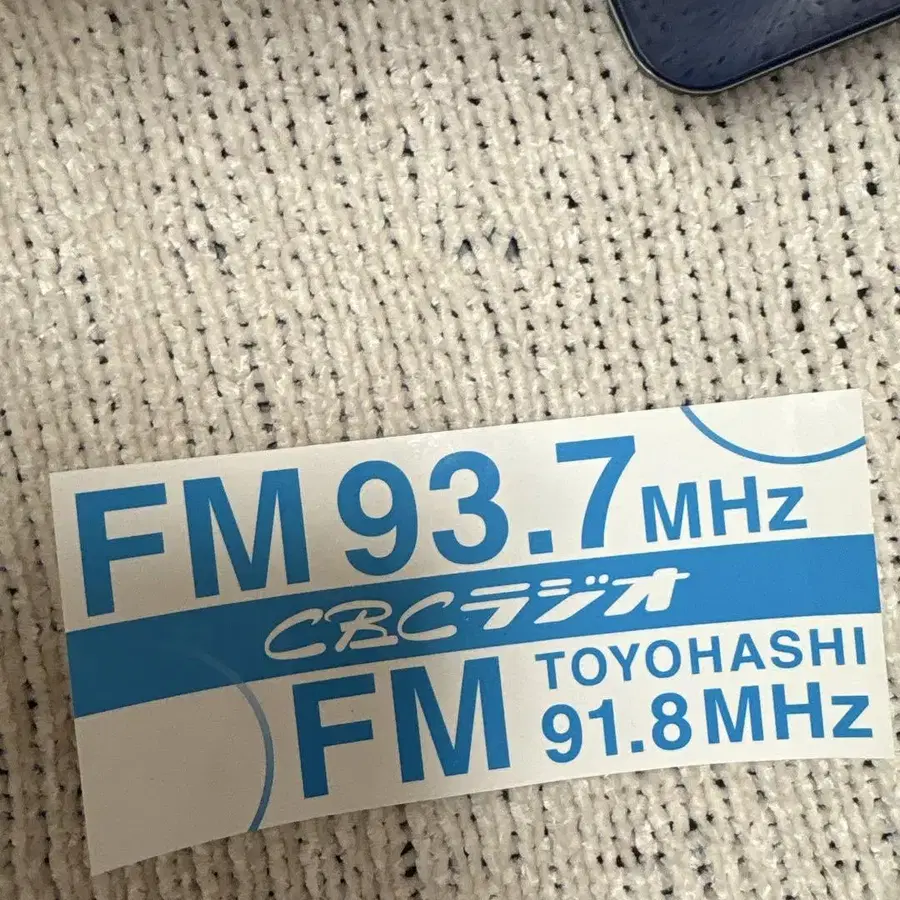 FM 93.7 MHz
CBCラジオ
FM TOYOHASHI
91.8 MHz